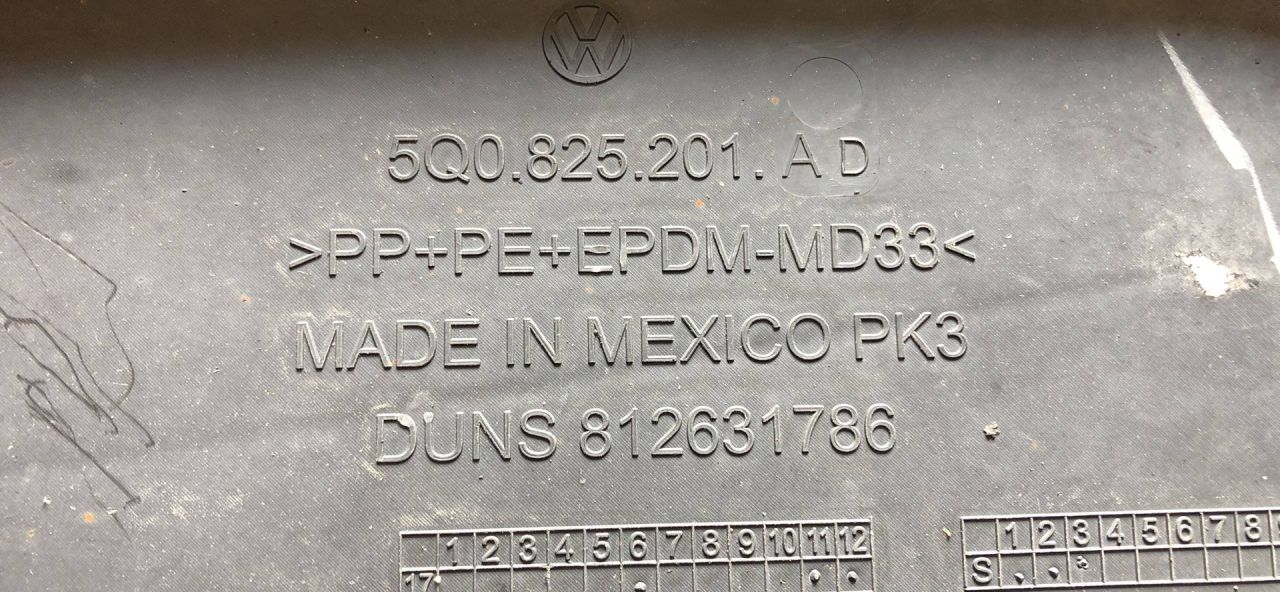 5Q0.825.201. A D
>PP+PE+EPDM-MD33<
MADE IN MEXICO PK3
DUNS 812631786
1 2 3 4 5 6 7 8 9 10 11 12
17
1 2 3 4 5 6 7 8
S